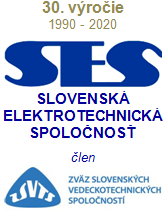 30. výročie
1990 - 2020
SES
SLOVENSKÁ
ELEKTROTECHNICKÁ
SPOLOČNOSŤ
člen
ZSVTS
ZVÄZ SLOVENSKÝCH
VEDECKOTECHNICKÝCH
SPOLOČNOSTÍ